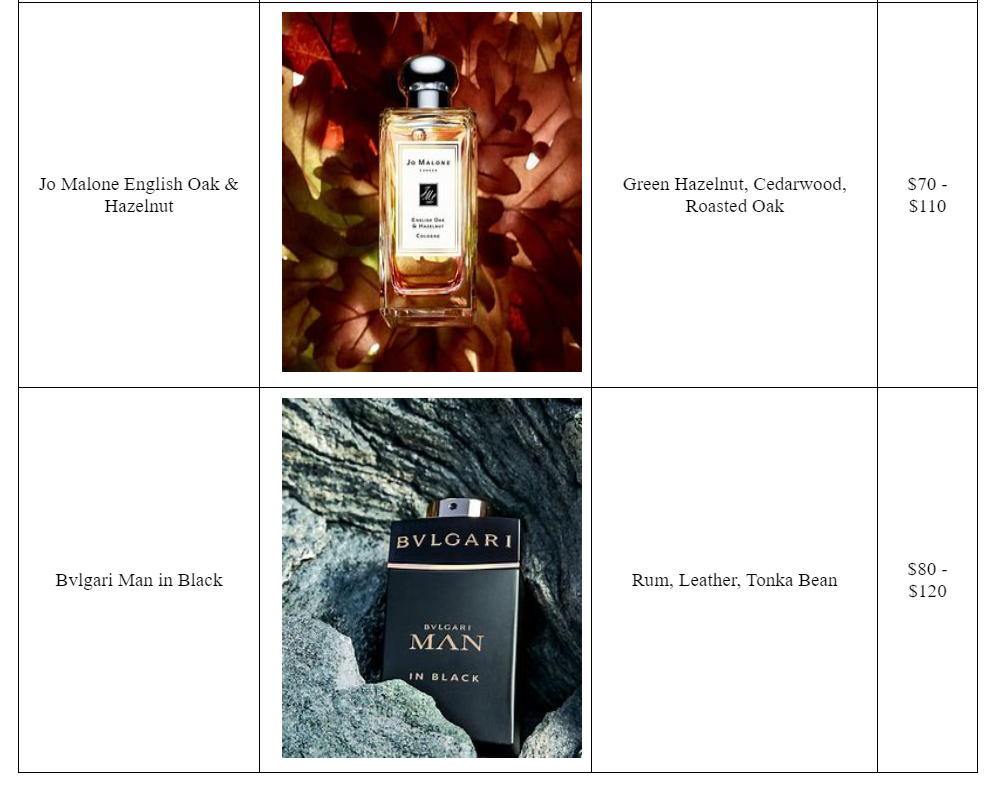 Jo Malone English Oak &
Hazelnut
JO MALONE
LONDON
ENGLISH OAK
& HAZELNUT
COLOGNE
Green Hazelnut, Cedarwood,
Roasted Oak
$70 -
$110
Bvlgari Man in Black
BVLGARI
BVLGARI
MAN
IN BLACK
Rum, Leather, Tonka Bean
$80 -
$120